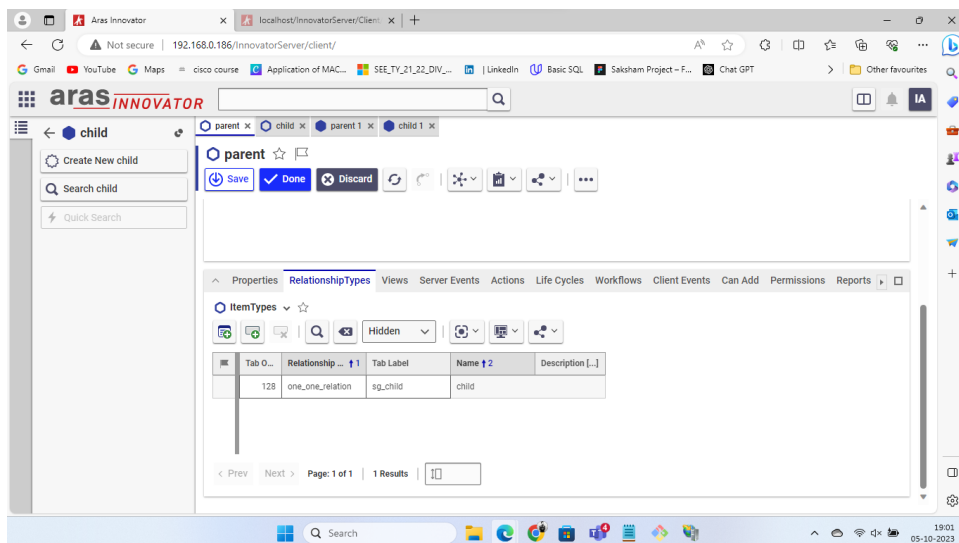 Aras Innovator
localhost/InnovatorServer/Client
Not secure | 192.168.0.186/InnovatorServer/client/
Gmail YouTube Maps cisco course Application of MAC... SEE_TY_21_22_DIV_... | LinkedIn Basic SQL Saksham Project – F... Chat GPT Other favourites
aras INNOVATOR
IA
child
Create New child
Search child
Quick Search
parent child parent 1 child 1
parent
Save Done Discard
Properties RelationshipTypes Views Server Events Actions Life Cycles Workflows Client Events Can Add Permissions Reports
ItemTypes
Hidden
Tab O... Relationship ... 1 Tab Label Name 2 Description [...]
128 one_one_relation sg_child child
< Prev Next > Page: 1 of 1 1 Results
Search
19:01
05-10-2023